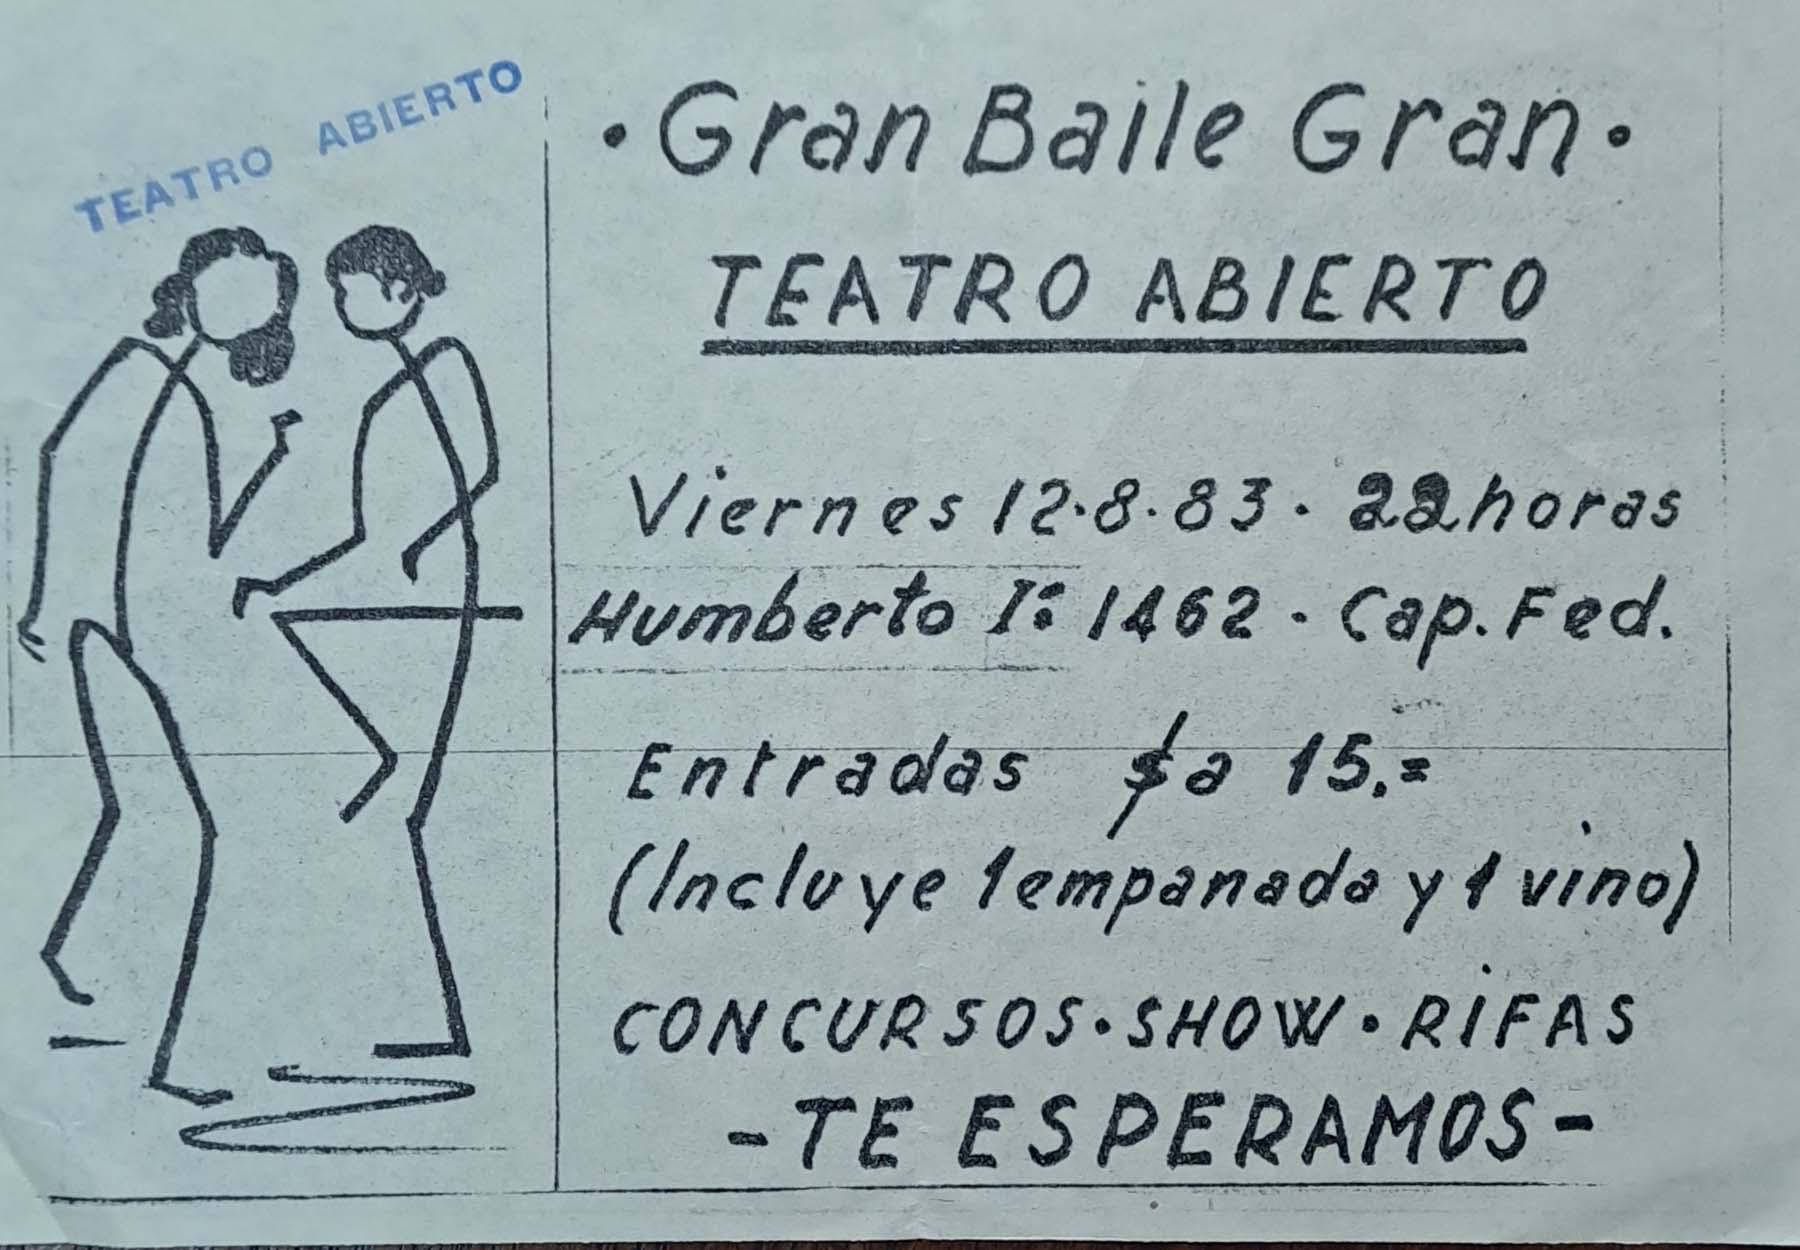 TEATRO ABIERTO
• Gran Baile Gran •
TEATRO ABIERTO
Viernes 12·8·83 · 22 horas
Humberto I: 1462 · Cap. Fed.
Entradas $a 15.=
(Incluye 1 empanada y 1 vino)
CONCURSOS · SHOW · RIFAS
- TE ESPERAMOS -